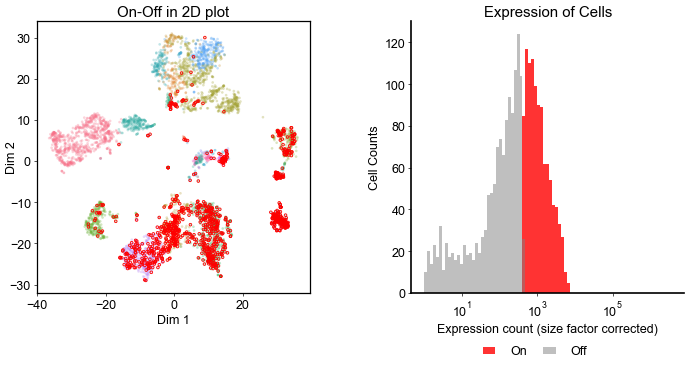 On-Off in 2D plot
30
20
10
0
−10
−20
−30
−40
−20
0
20
Dim 2
Dim 1
Expression of Cells
120
100
80
60
40
20
0
10^1
10^3
10^5
Cell Counts
Expression count (size factor corrected)
On
Off